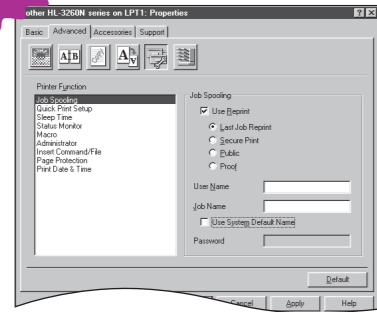 other HL-3260N series on LPT1: Properties
Basic Advanced Accessories Support
A B
A A
Printer Function
Job Spooling
Quick Print Setup
Sleep Time
Status Monitor
Macro
Administrator
Insert Command/File
Page Protection
Print Date & Time
Job Spooling
Use Reprint
Last Job Reprint
Secure Print
Public
Proof
User Name
Job Name
Use System Default Name
Password
Default
Cancel Apply Help